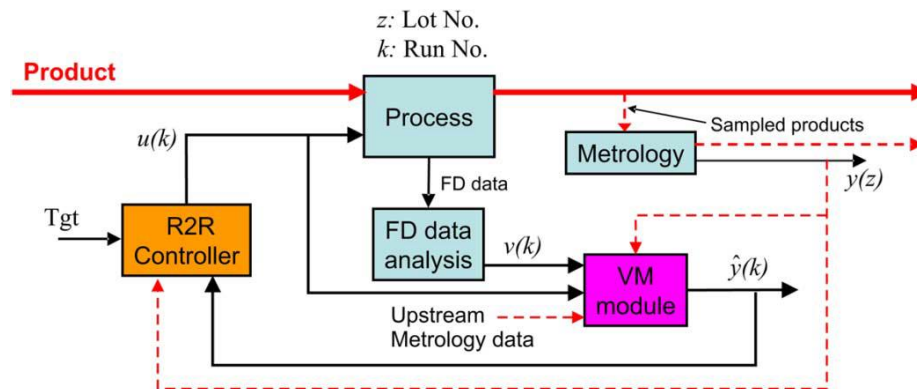 z: Lot No.
k: Run No.
Product
Process
Sampled products
u(k)
Metrology
y(z)
FD data
Tgt
R2R
Controller
FD data
analysis
v(k)
VM
module
ŷ(k)
Upstream
Metrology data